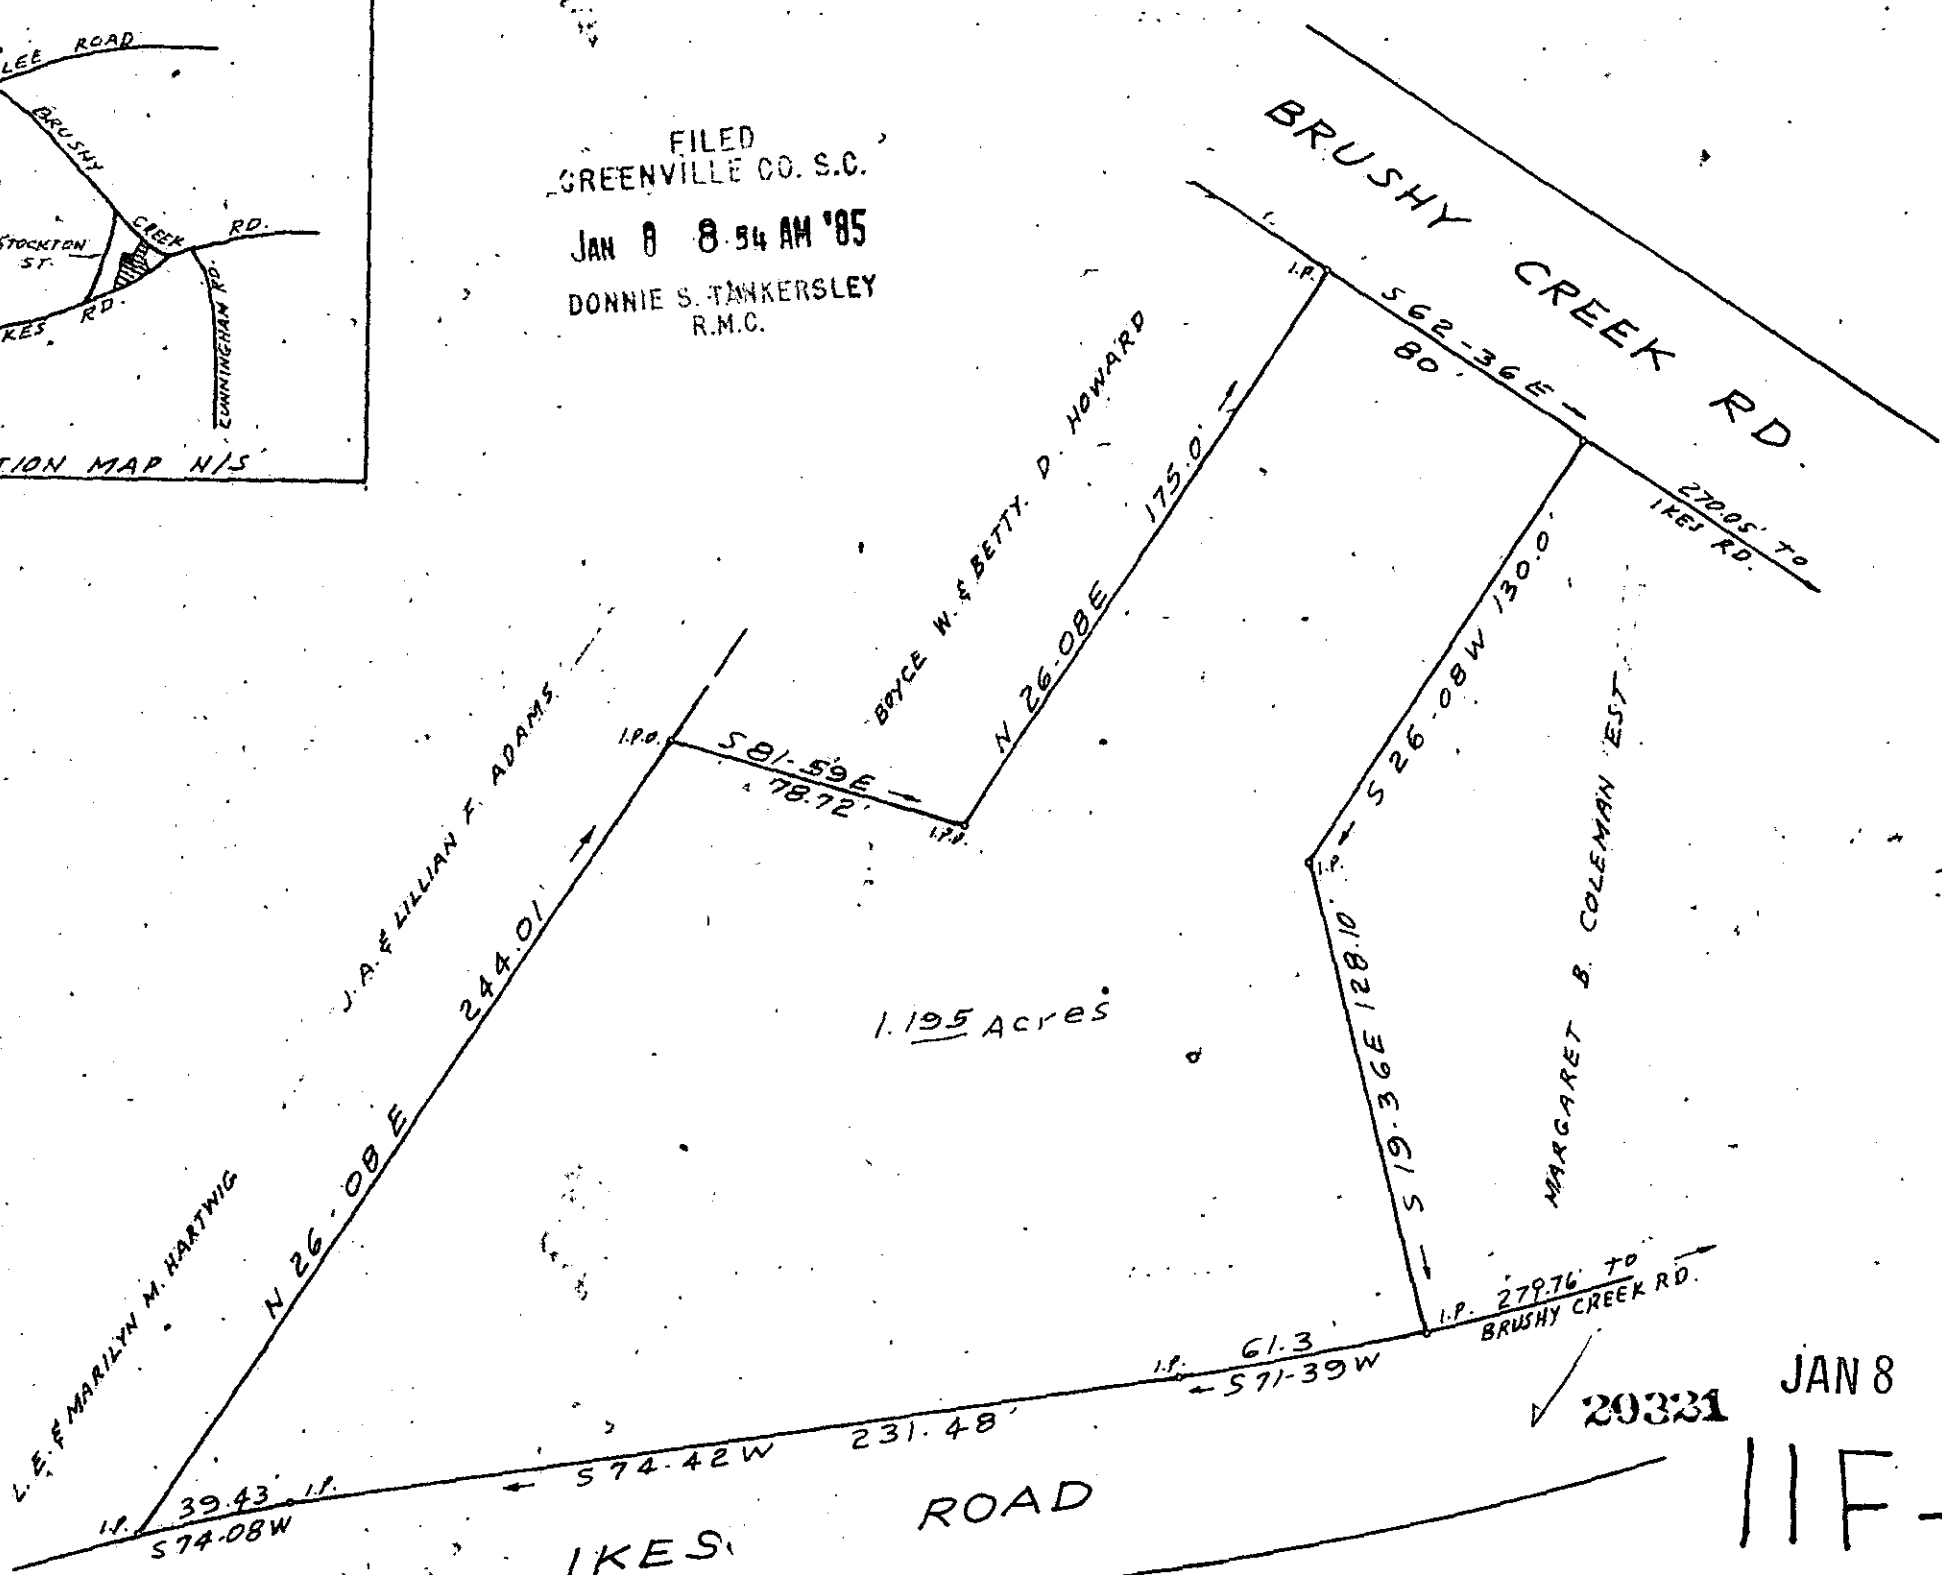 LEE ROAD
BRUSHY
CREEK RD.
STOCKTON
ST.
KES RD.
CUNNINGHAM RD.
TION MAP N/S
FILED
GREENVILLE CO. S.C.
JAN 8 8 54 AM '85
DONNIE S. TANKERSLEY
R.M.C.
BRUSHY CREEK RD.
I.P.
S 62-36 E
80'
270.05' TO
IKES RD.
BOYCE W. & BETTY D. HOWARD
N 26-08 E 175.0'
S 26-08 W 130.0'
I.P.
J. A. & LILLIAN F. ADAMS
I.P.O.
S 81-59 E
78.72'
I.P.O.
N 26-08 E 244.01'
1.195 Acres
S 19-36 E 128.10'
MARGARET B. COLEMAN EST.
L. E. & MARILYN M. HARTWIG
I.P. 279.76' TO
BRUSHY CREEK RD.
I.P. 61.3
S 71-39 W
S 74-42 W 231.48'
I.P. 39.43' I.P.
S 74-08 W
IKES ROAD
JAN 8
20321
11F-